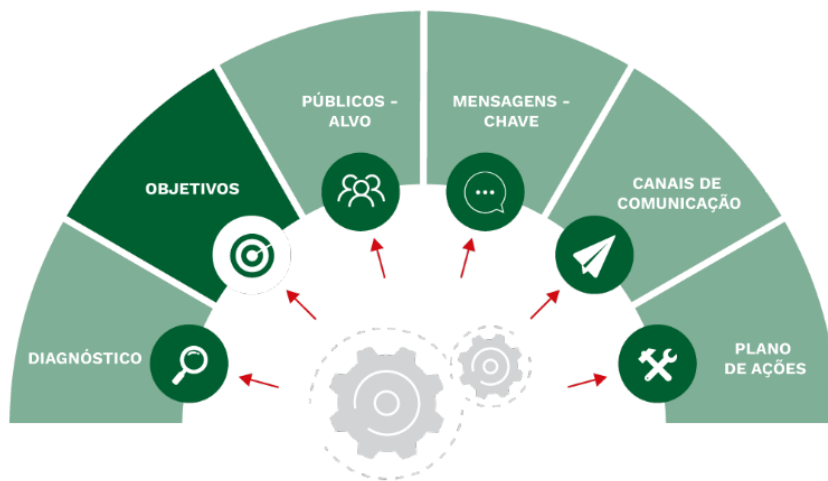 DIAGNÓSTICO
OBJETIVOS
PÚBLICOS -
ALVO
MENSAGENS -
CHAVE
CANAIS DE
COMUNICAÇÃO
PLANO
DE AÇÕES